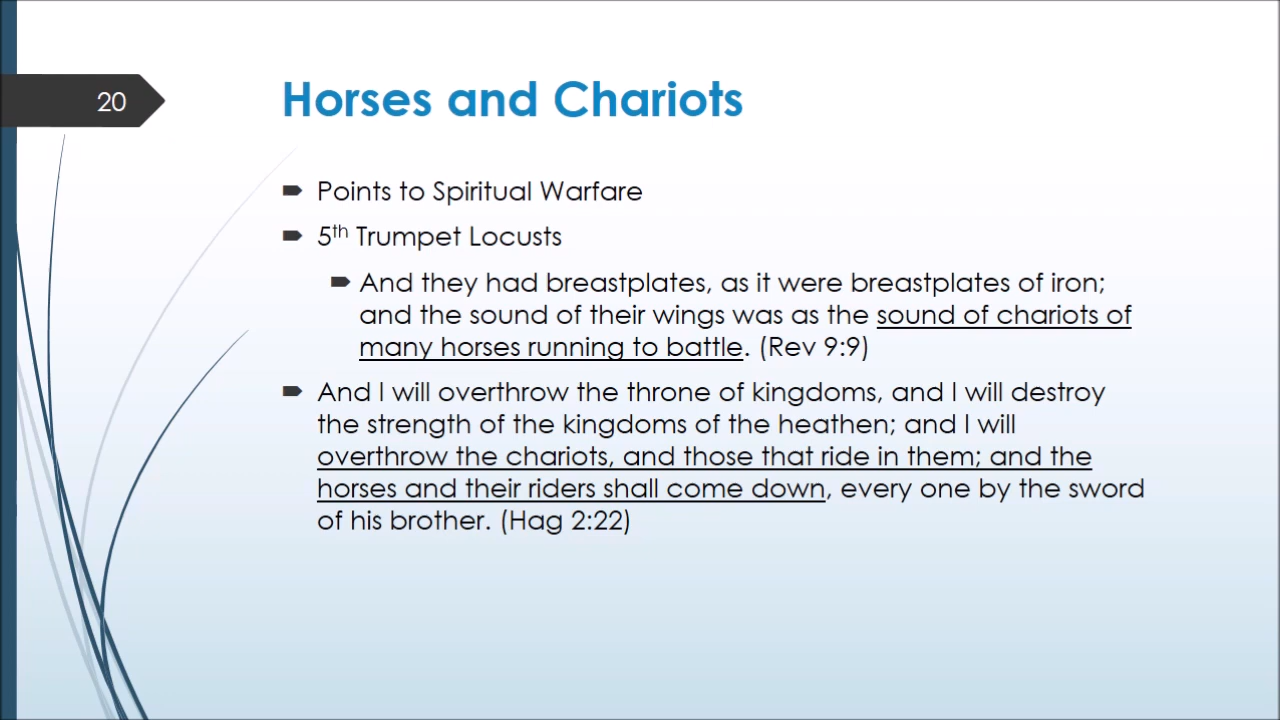 20
Horses and Chariots
Points to Spiritual Warfare
5th Trumpet Locusts
And they had breastplates, as it were breastplates of iron;
and the sound of their wings was as the sound of chariots of
many horses running to battle. (Rev 9:9)
And I will overthrow the throne of kingdoms, and I will destroy
the strength of the kingdoms of the heathen; and I will
overthrow the chariots, and those that ride in them; and the
horses and their riders shall come down, every one by the sword
of his brother. (Hag 2:22)